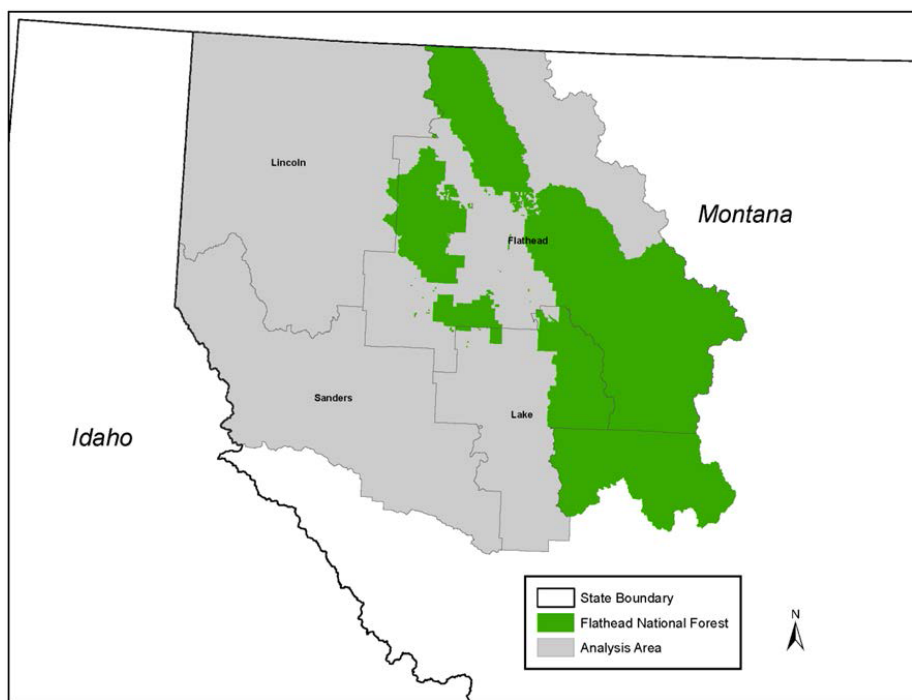 Lincoln
Montana
Flathead
Sanders
Lake
Idaho
State Boundary
Flathead National Forest
Analysis Area
N